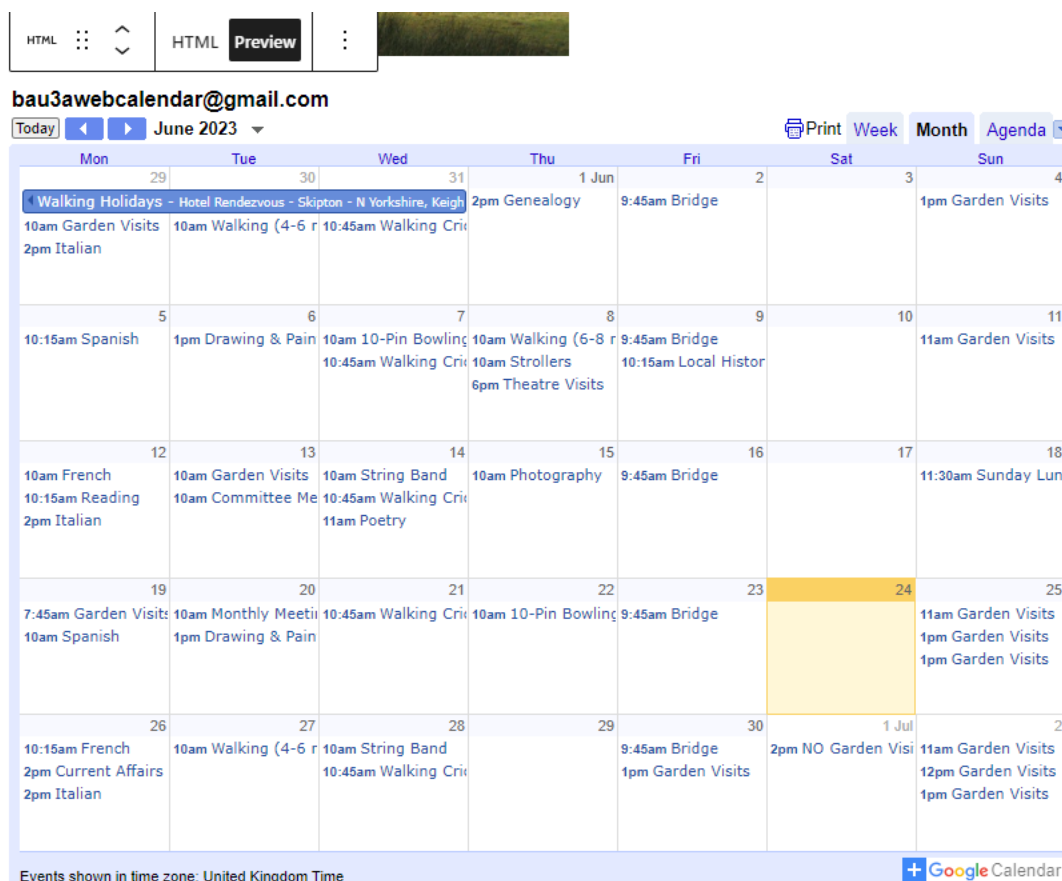 HTML HTML Preview
bau3awebcalendar@gmail.com
Today June 2023 Print Week Month Agenda
Mon Tue Wed Thu Fri Sat Sun
29 30 31 1 Jun 2 3 4
Walking Holidays - Hotel Rendezvous - Skipton - N Yorkshire, Keigh 2pm Genealogy 9:45am Bridge 1pm Garden Visits
10am Garden Visits 10am Walking (4-6 10:45am Walking
2pm Italian
5 6 7 8 9 10 11
10:15am Spanish 1pm Drawing & Pain 10am 10-Pin Bowling 10am Walking (6-8 9:45am Bridge 11am Garden Visits
10:45am Walking 10am Strollers 10:15am Local Histor
6pm Theatre Visits
12 13 14 15 16 17 18
10am French 10am Garden Visits 10am String Band 10am Photography 9:45am Bridge 11:30am Sunday Lun
10:15am Reading 10am Committee Me 10:45am Walking
2pm Italian 11am Poetry
19 20 21 22 23 24 25
7:45am Garden Visits 10am Monthly Meeti 10:45am Walking 10am 10-Pin Bowling 9:45am Bridge 11am Garden Visits
10am Spanish 1pm Drawing & Pain 1pm Garden Visits
1pm Garden Visits
26 27 28 29 30 1 Jul 2
10:15am French 10am Walking (4-6 10am String Band 9:45am Bridge 2pm NO Garden Visi 11am Garden Visits
2pm Current Affairs 10:45am Walking 1pm Garden Visits 12pm Garden Visits
2pm Italian 1pm Garden Visits
Events shown in time zone: United Kingdom Time
+ Google Calendar